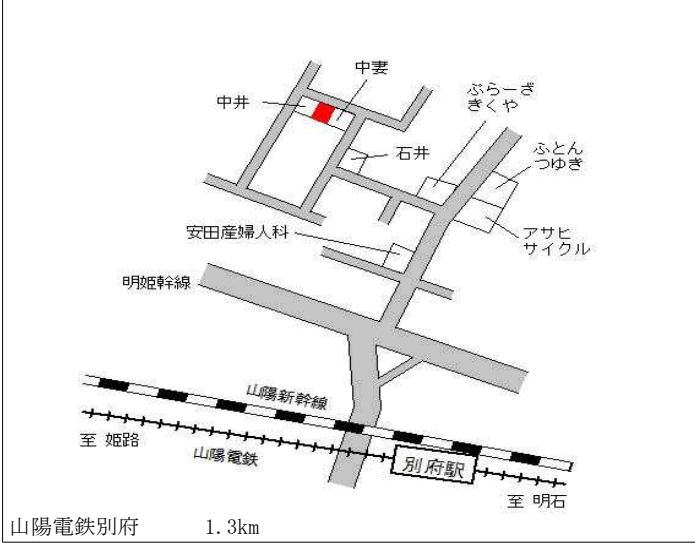 中妻
中井
ぶらーざ
きくや
石井
ふとん
つゆき
安田産婦人科
アサヒ
サイクル
明姫幹線
山陽新幹線
至 姫路
山陽電鉄
別府駅
至 明石
山陽電鉄別府 1.3km